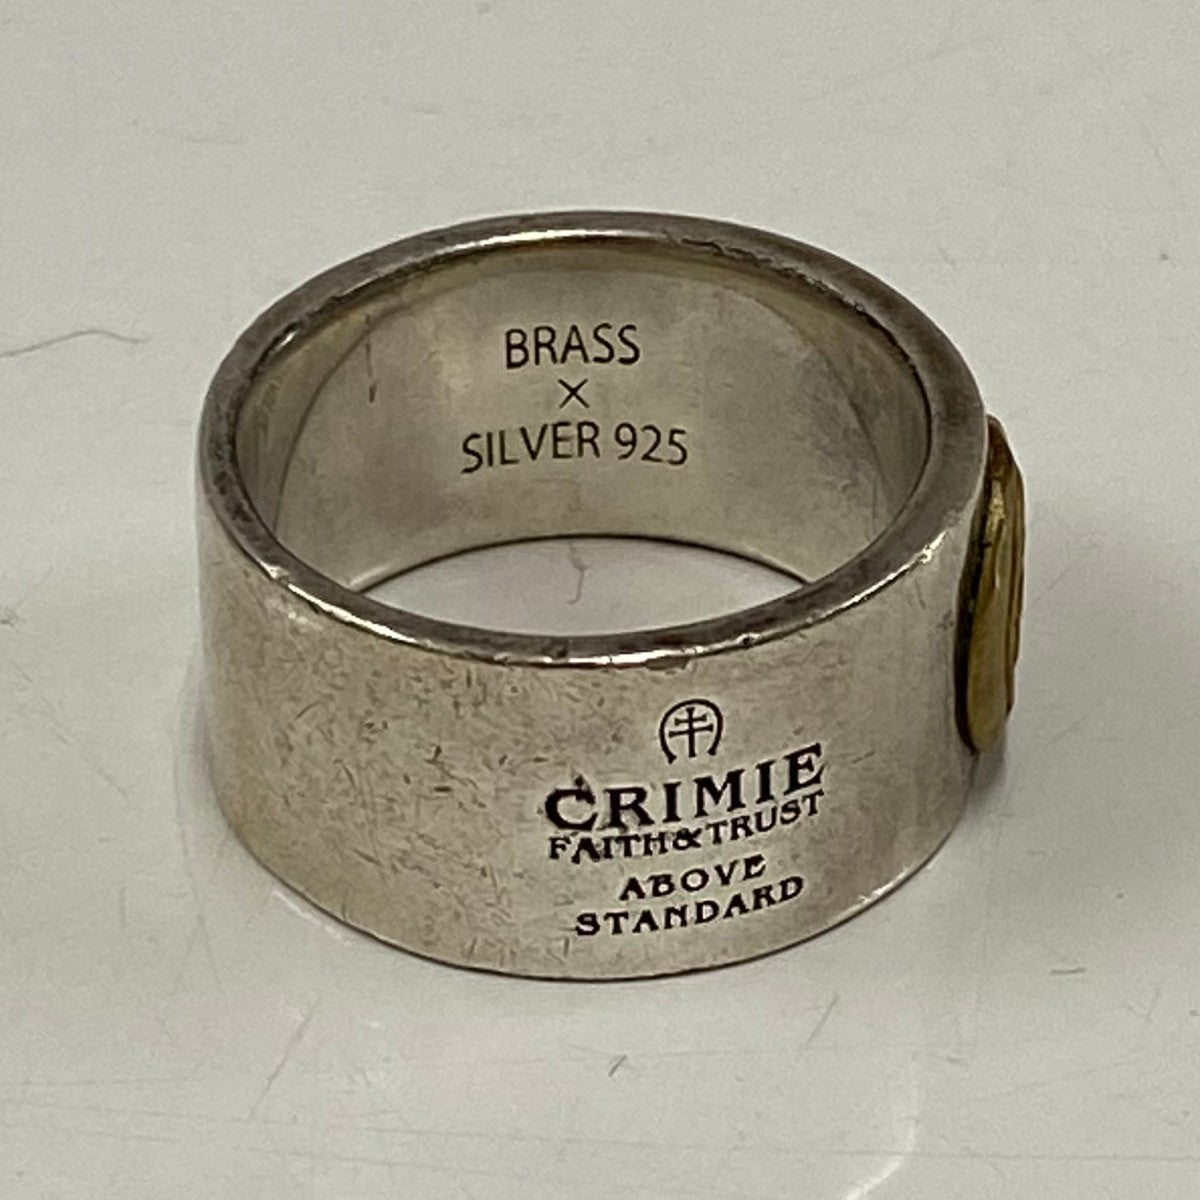 BRASS
×
SILVER 925
CRIMIE
FAITH&TRUST
ABOVE
STANDARD